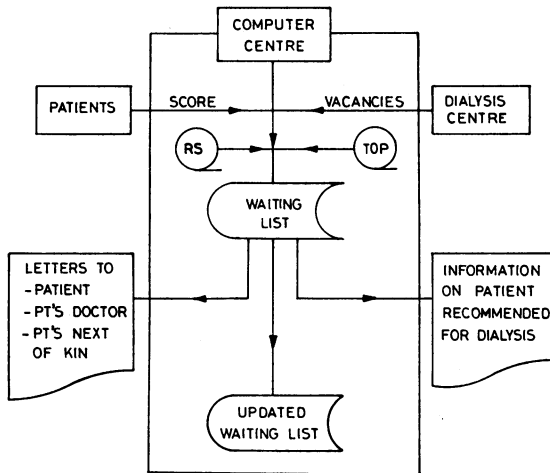 COMPUTER
CENTRE
PATIENTS
SCORE
VACANCIES
DIALYSIS
CENTRE
RS
TOP
WAITING
LIST
LETTERS TO
-PATIENT
-PT'S DOCTOR
-PT'S NEXT
OF KIN
INFORMATION
ON PATIENT
RECOMMENDED
FOR DIALYSIS
UPDATED
WAITING LIST